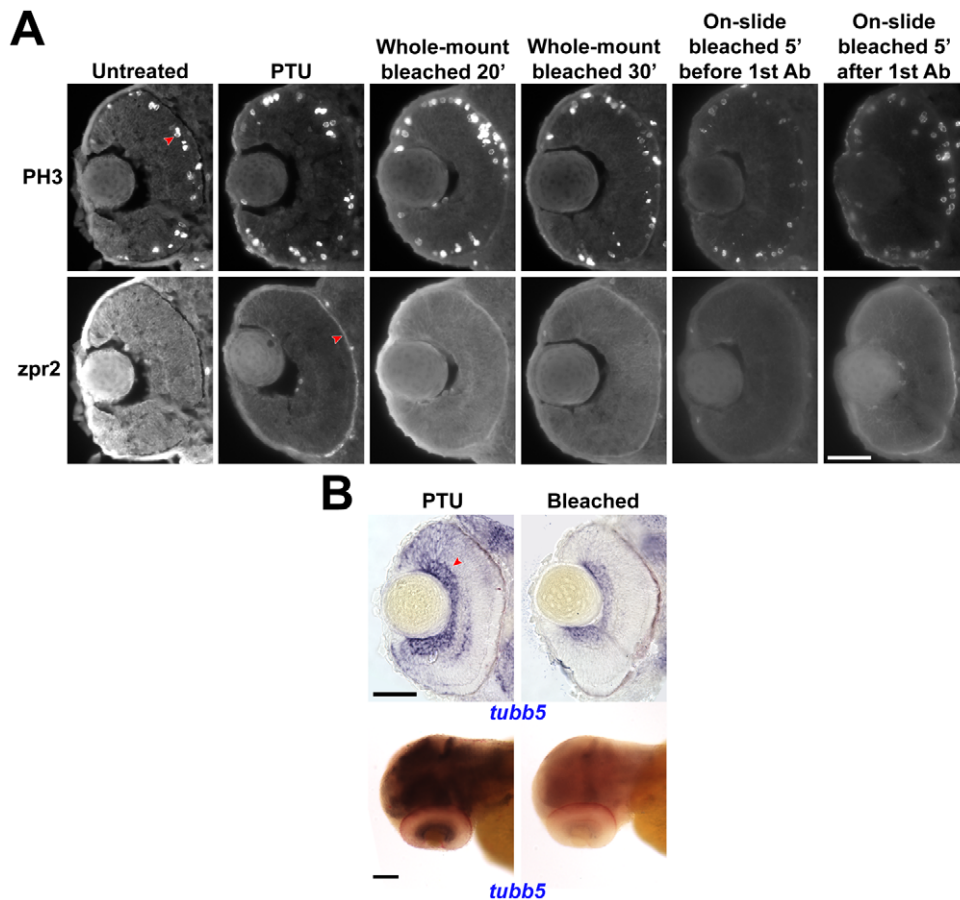 A
Untreated
PTU
Whole-mount
bleached 20'
Whole-mount
bleached 30'
On-slide
bleached 5'
before 1st Ab
On-slide
bleached 5'
after 1st Ab
PH3
zpr2
B
PTU
Bleached
tubb5
tubb5